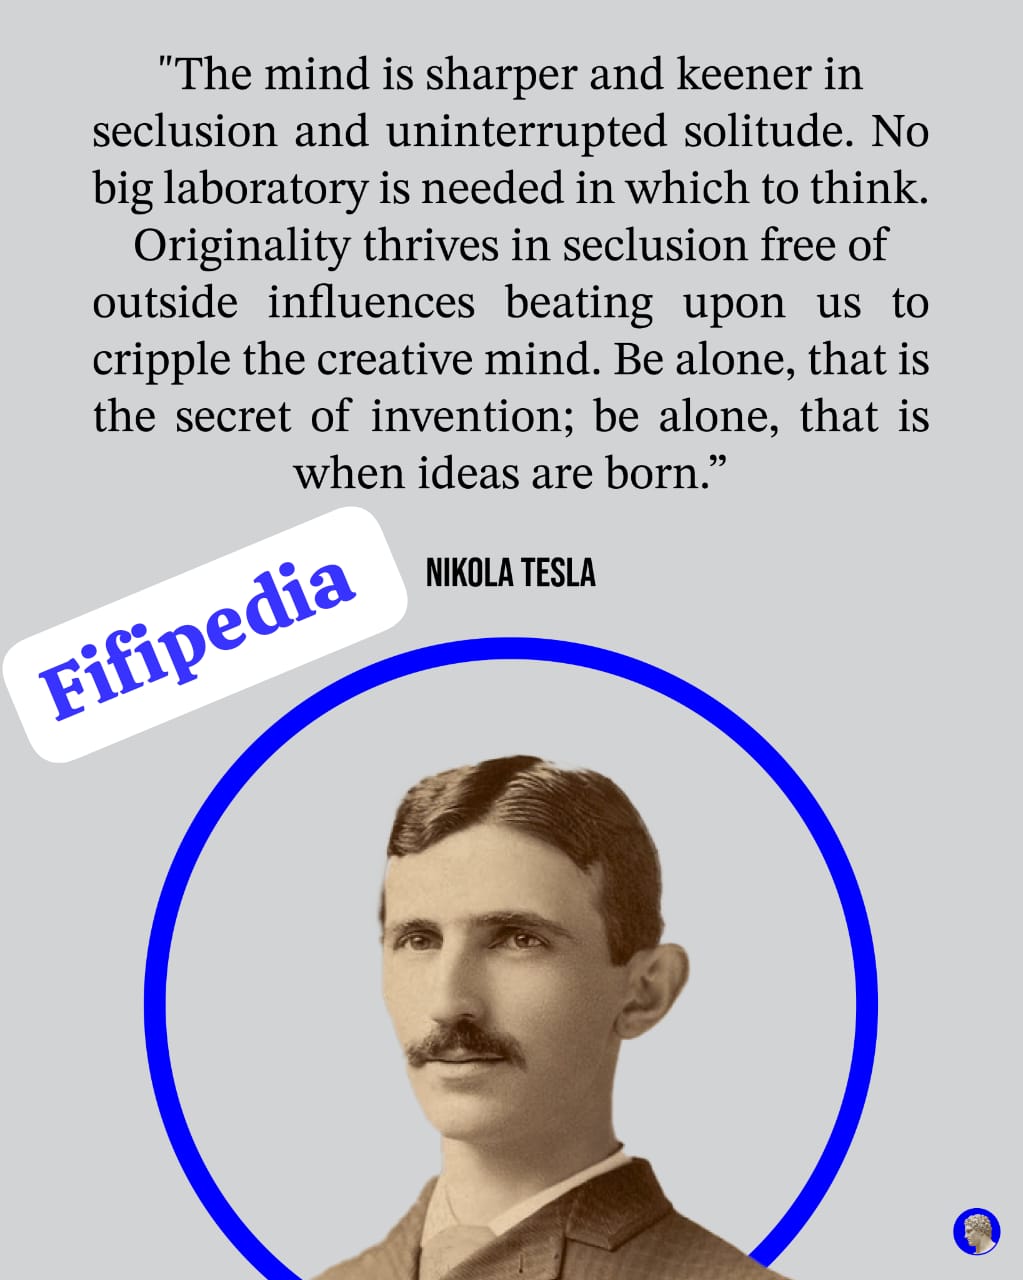 "The mind is sharper and keener in
seclusion and uninterrupted solitude. No
big laboratory is needed in which to think.
Originality thrives in seclusion free of
outside influences beating upon us to
cripple the creative mind. Be alone, that is
the secret of invention; be alone, that is
when ideas are born.”
NIKOLA TESLA
Fifipedia